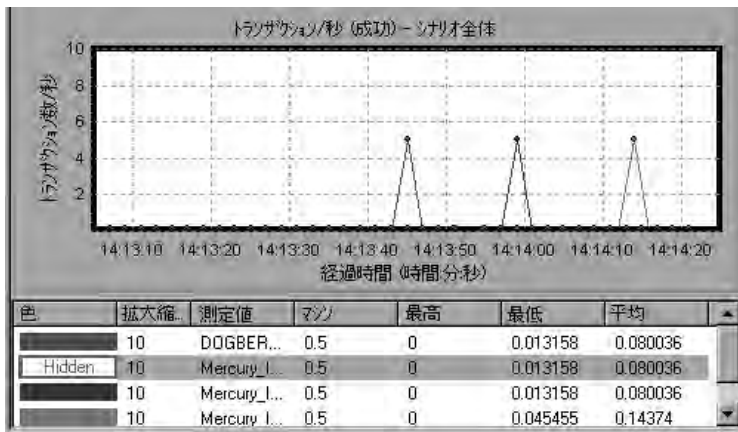 トランザクション/秒 (成功) - シナリオ全体
トランザクション数/秒
10
8
6
4
2
14:13:10 14:13:20 14:13:30 14:13:40 14:13:50 14:14:00 14:14:10 14:14:20
経過時間 (時間:分:秒)
色 拡大縮.. 測定値 マシン 最高 最低 平均
10 DOGBER... 0.5 0 0.013158 0.080036
Hidden 10 Mercury_I... 0.5 0 0.013158 0.080036
10 Mercury_I... 0.5 0 0.013158 0.080036
10 Mercury_I... 0.5 0 0.045455 0.14374